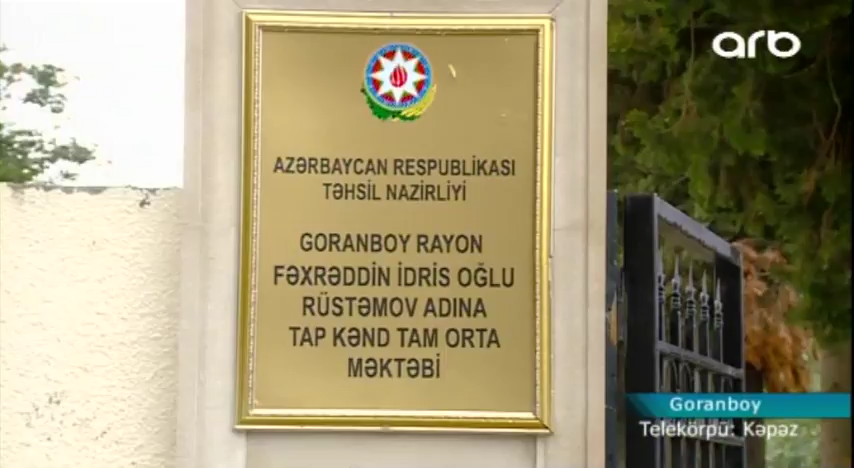 arb
AZƏRBAYCAN RESPUBLİKASI
TƏHSİL NAZİRLİYİ
GORANBOY RAYON
FƏXRƏDDİN İDRİS OĞLU
RÜSTƏMOV ADINA
TAP KƏND TAM ORTA
MƏKTƏBİ
Goranboy
Telekörpü: Kəpəz